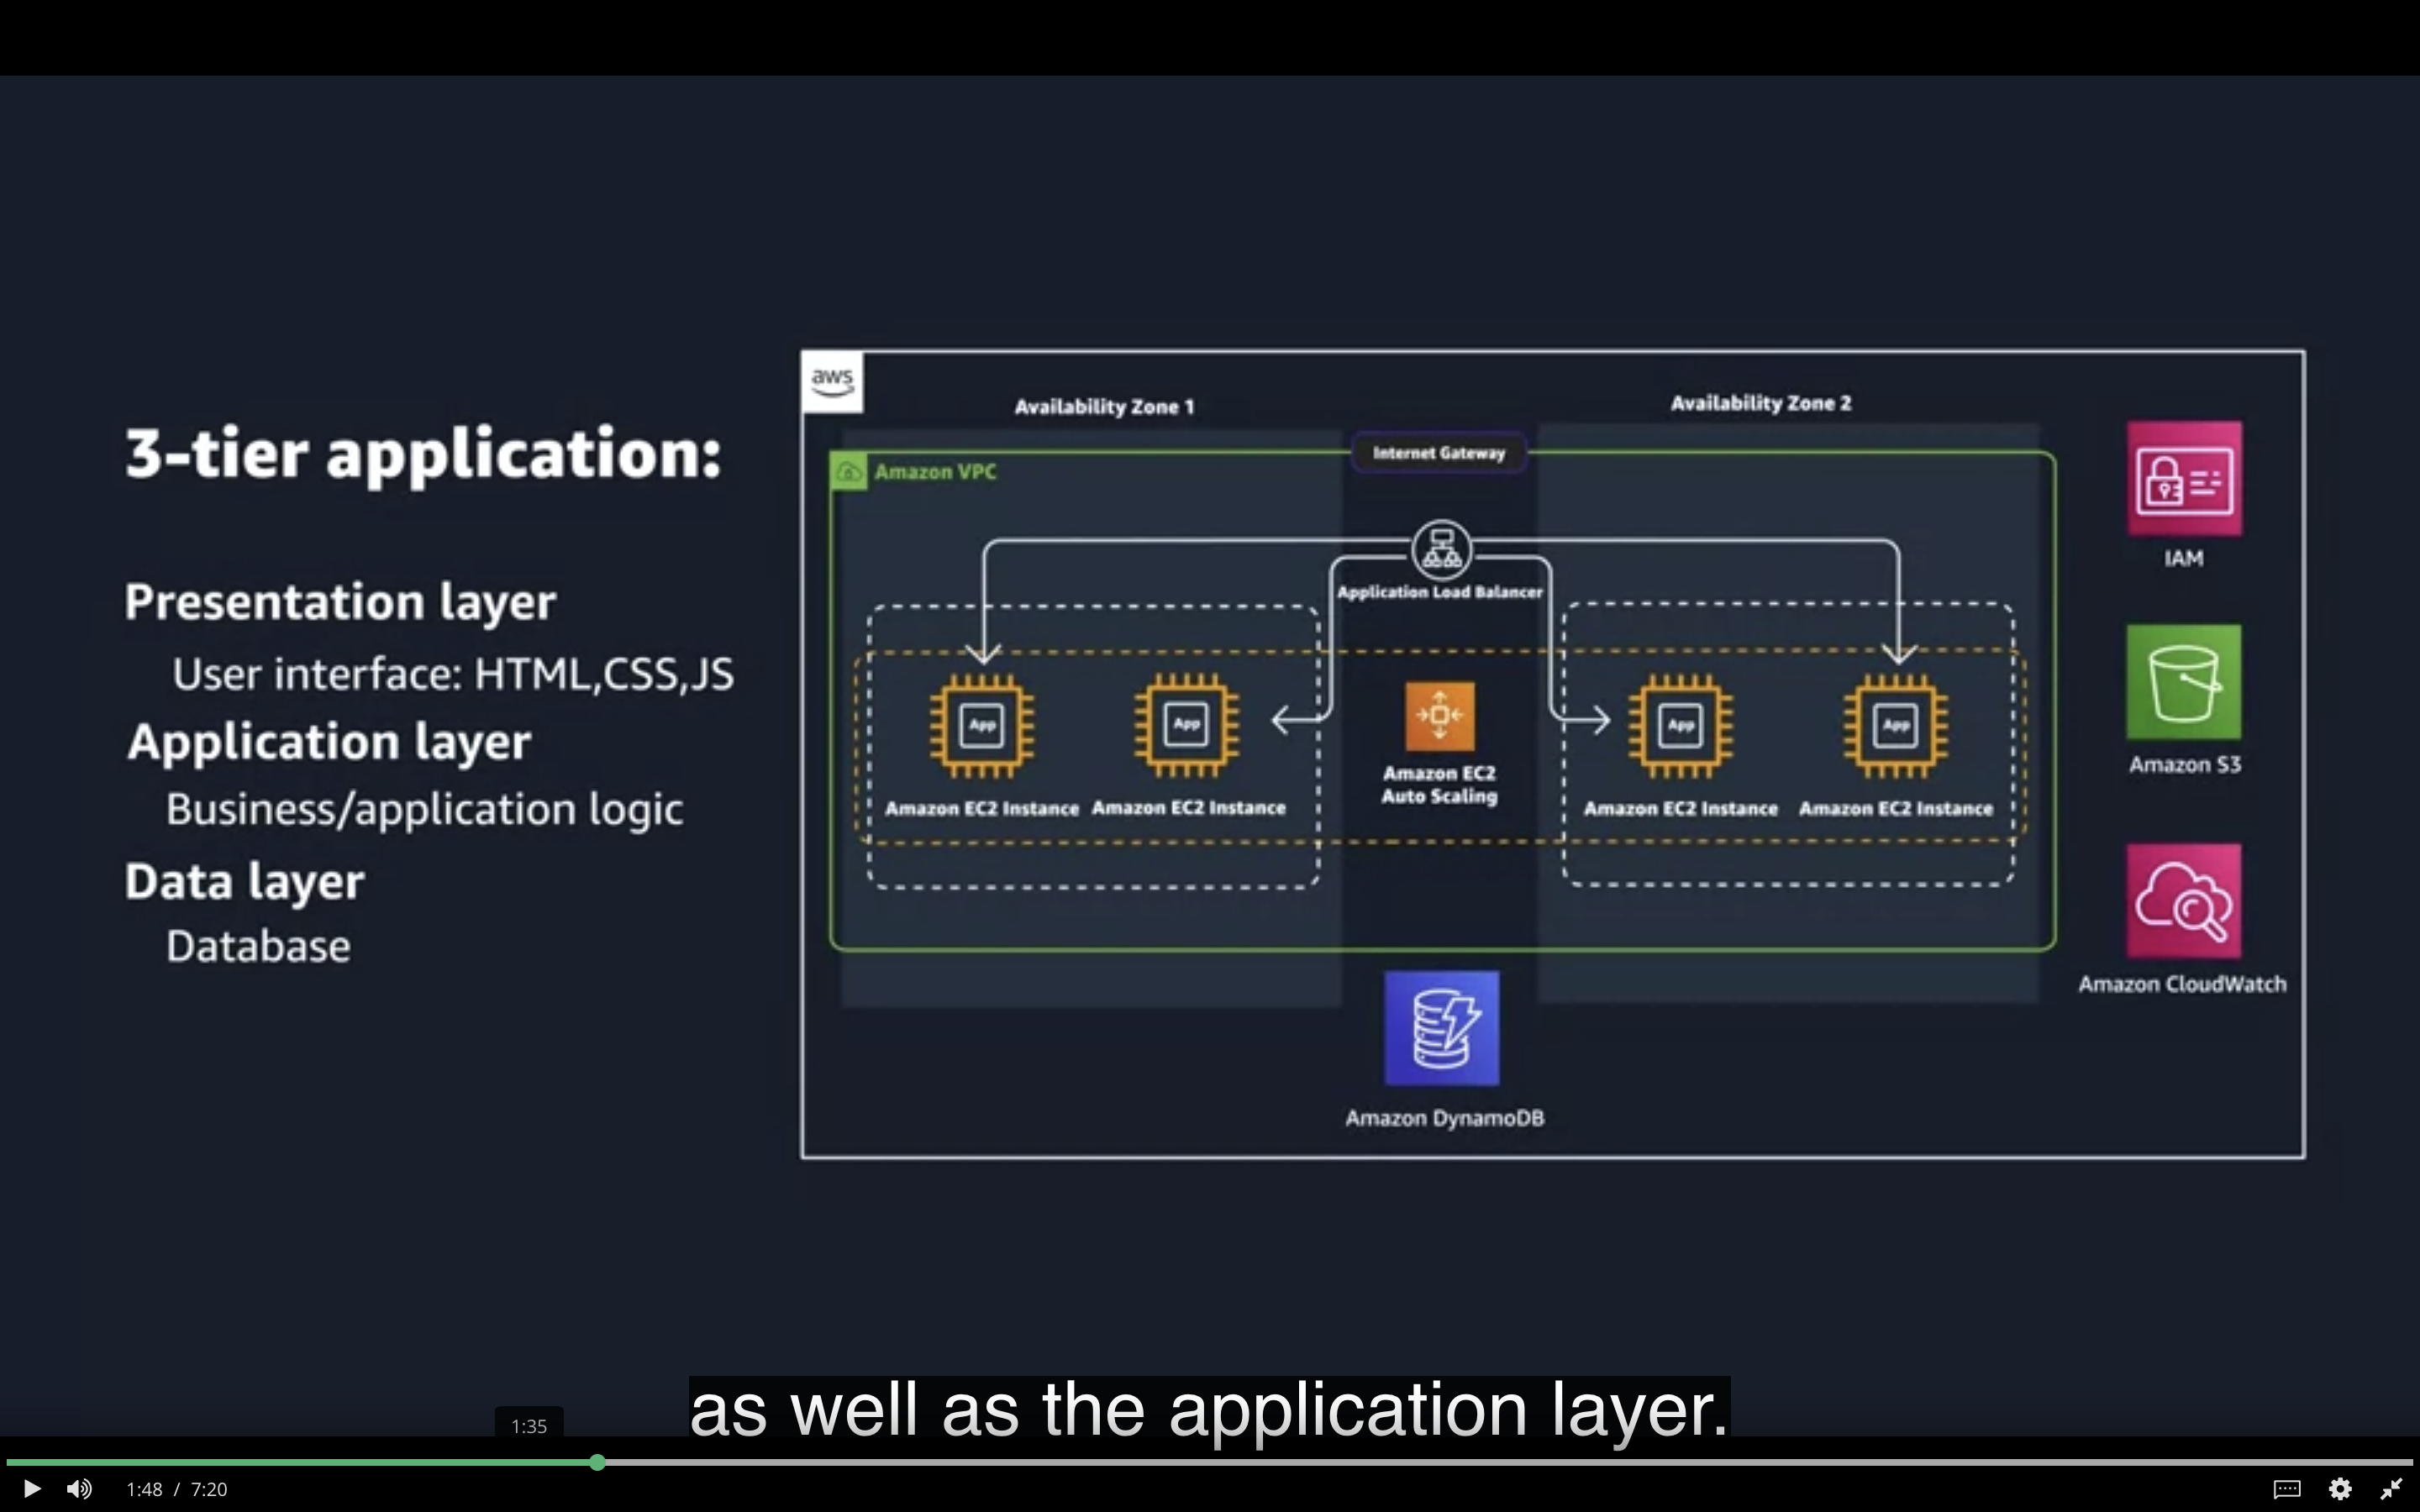 3-tier application:
Presentation layer
User interface: HTML,CSS,JS
Application layer
Business/application logic
Data layer
Database
aws
Availability Zone 1
Availability Zone 2
Internet Gateway
Amazon VPC
Application Load Balancer
App
App
App
App
Amazon EC2 Instance
Amazon EC2 Instance
Amazon EC2
Auto Scaling
Amazon EC2 Instance
Amazon EC2 Instance
Amazon DynamoDB
IAM
Amazon S3
Amazon CloudWatch
as well as the application layer.
1:35
1:48 / 7:20